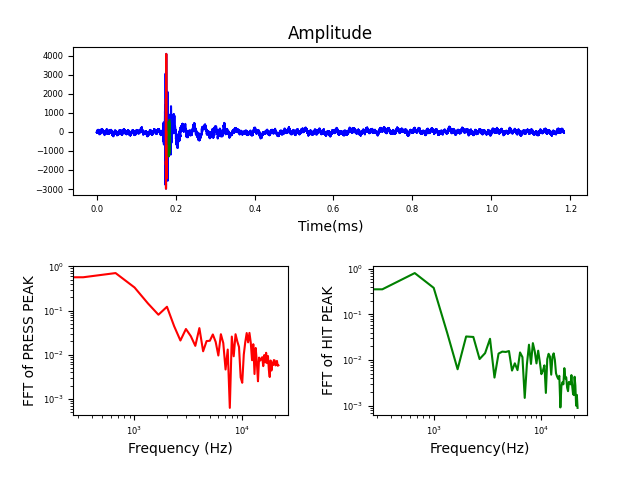 Amplitude
4000
3000
2000
1000
0
−1000
−2000
−3000
0.0 0.2 0.4 0.6 0.8 1.0 1.2
Time(ms)
FFT of PRESS PEAK
10⁰
10⁻¹
10⁻²
10⁻³
10³ 10⁴
Frequency (Hz)
FFT of HIT PEAK
10⁰
10⁻¹
10⁻²
10⁻³
10³ 10⁴
Frequency(Hz)